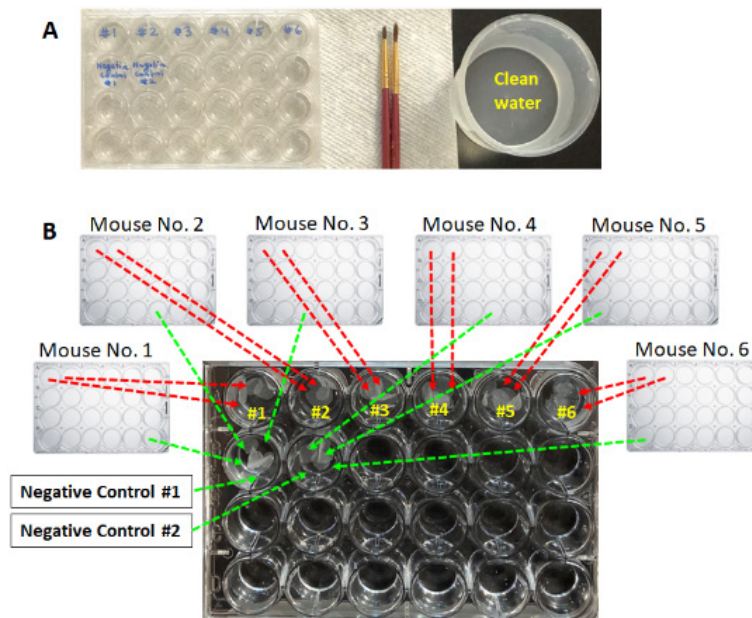 A
#1 #2 #3 #4 #5 #6
Negative Negative
control control
#1 #2
Clean
water
B
Mouse No. 2
Mouse No. 3
Mouse No. 4
Mouse No. 5
Mouse No. 1
Mouse No. 6
#1 #2 #3 #4 #5 #6
Negative Control #1
Negative Control #2